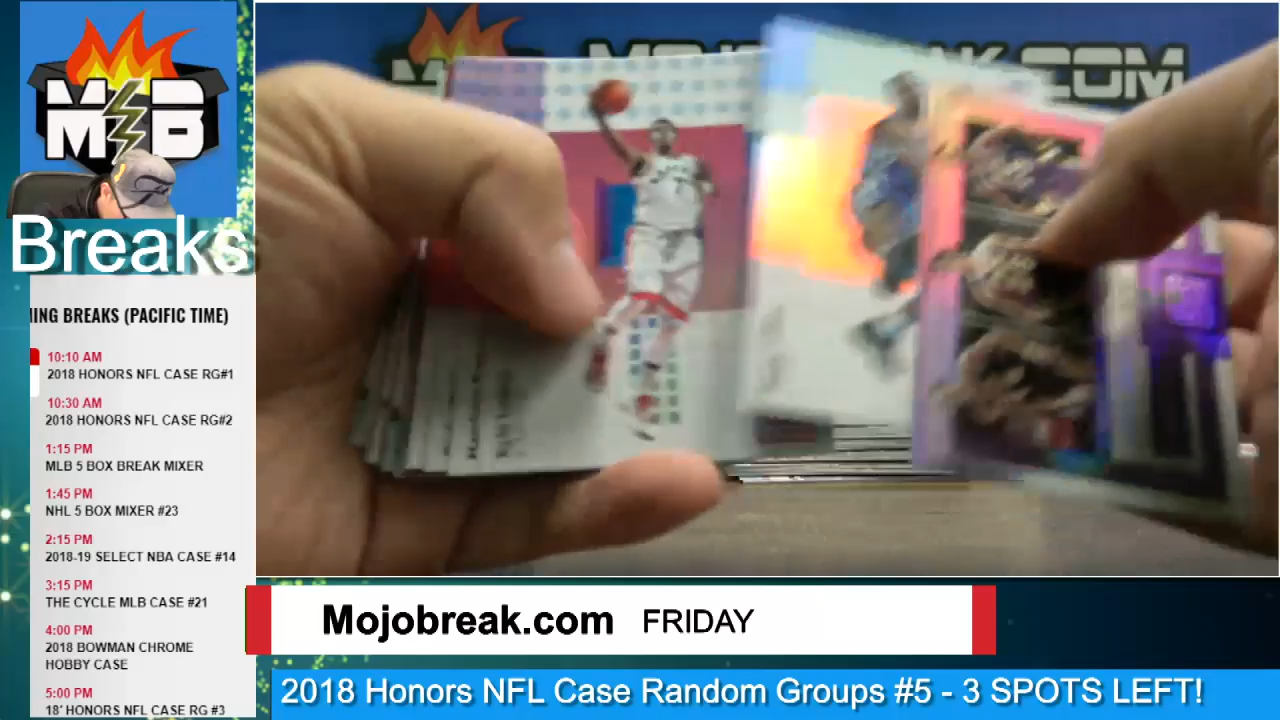 M B
Breaks
ING BREAKS (PACIFIC TIME)
10:10 AM
2018 HONORS NFL CASE RG#1
10:30 AM
2018 HONORS NFL CASE RG#2
1:15 PM
MLB 5 BOX BREAK MIXER
1:45 PM
NHL 5 BOX MIXER #23
2:15 PM
2018-19 SELECT NBA CASE #14
3:15 PM
THE CYCLE MLB CASE #21
4:00 PM
2018 BOWMAN CHROME
HOBBY CASE
5:00 PM
18' HONORS NFL CASE RG #3
Mojobreak.com FRIDAY
2018 Honors NFL Case Random Groups #5 - 3 SPOTS LEFT!